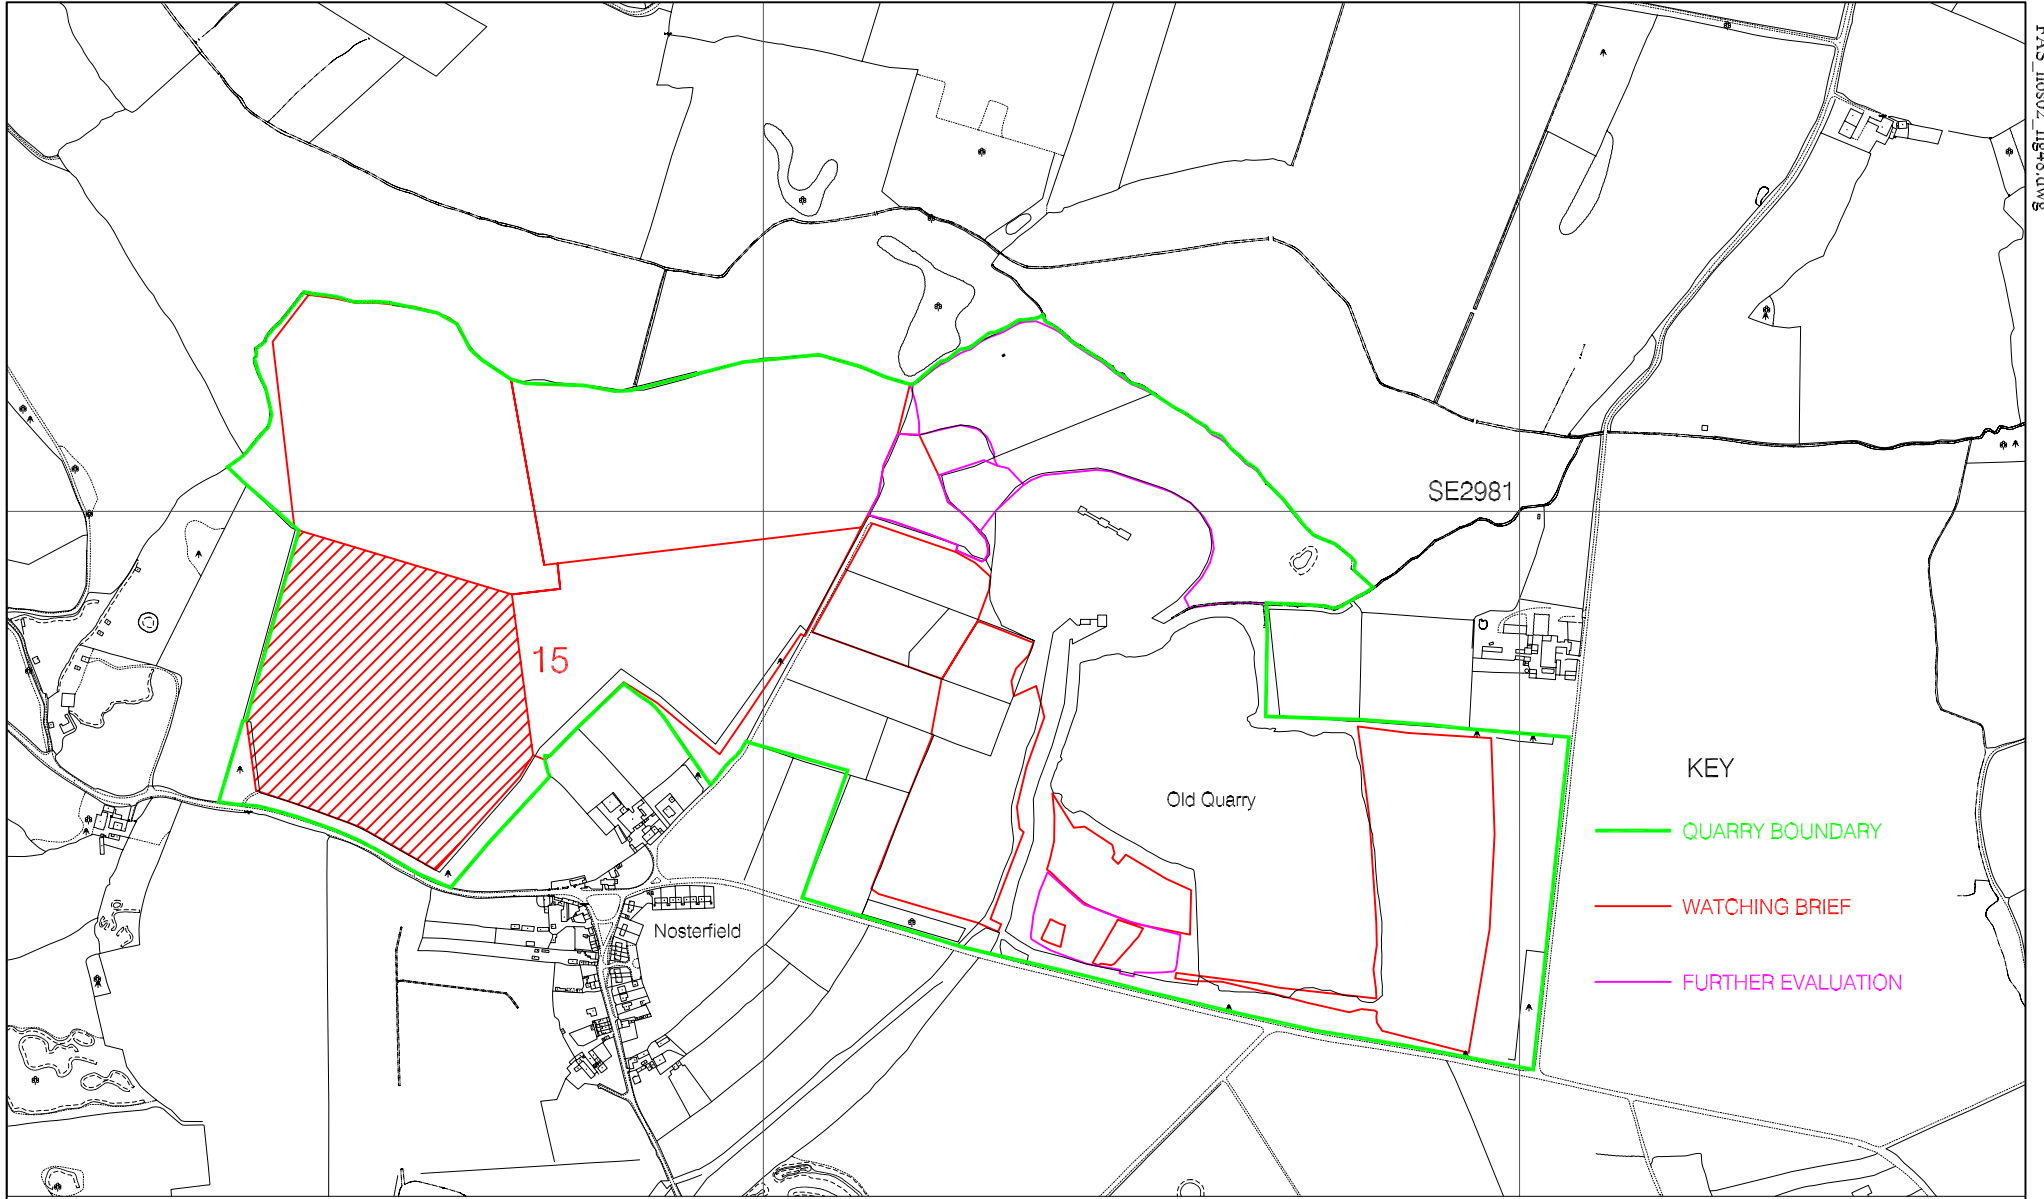 SE2981
15
KEY
Old Quarry
QUARRY BOUNDARY
WATCHING BRIEF
Nosterfield
FURTHER EVALUATION